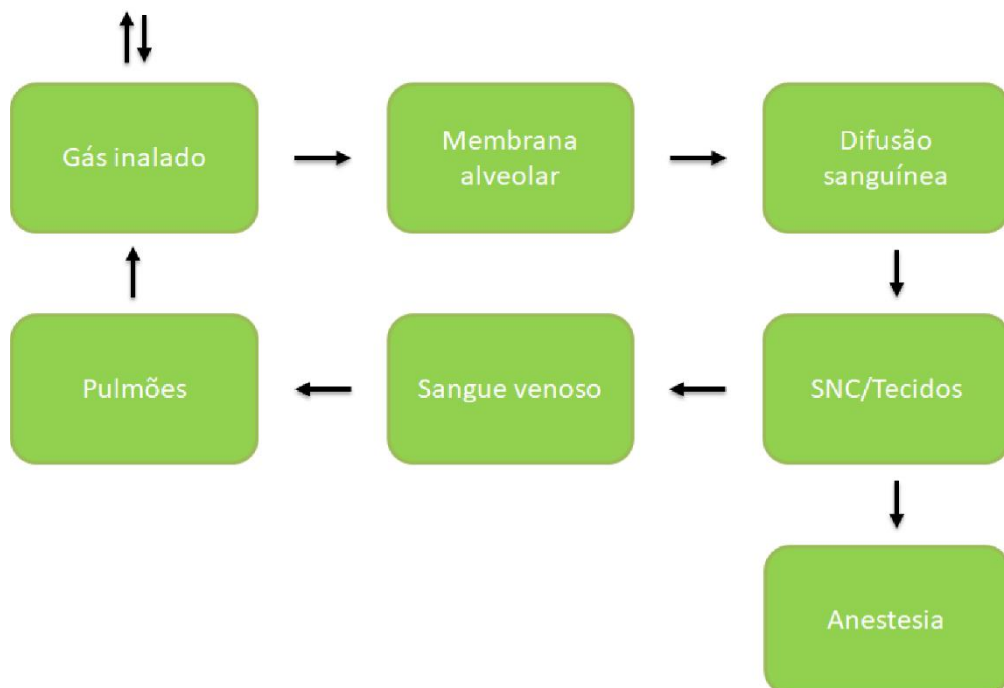 Gás inalado
Membrana
alveolar
Difusão
sanguínea
Pulmões
Sangue venoso
SNC/Tecidos
Anestesia